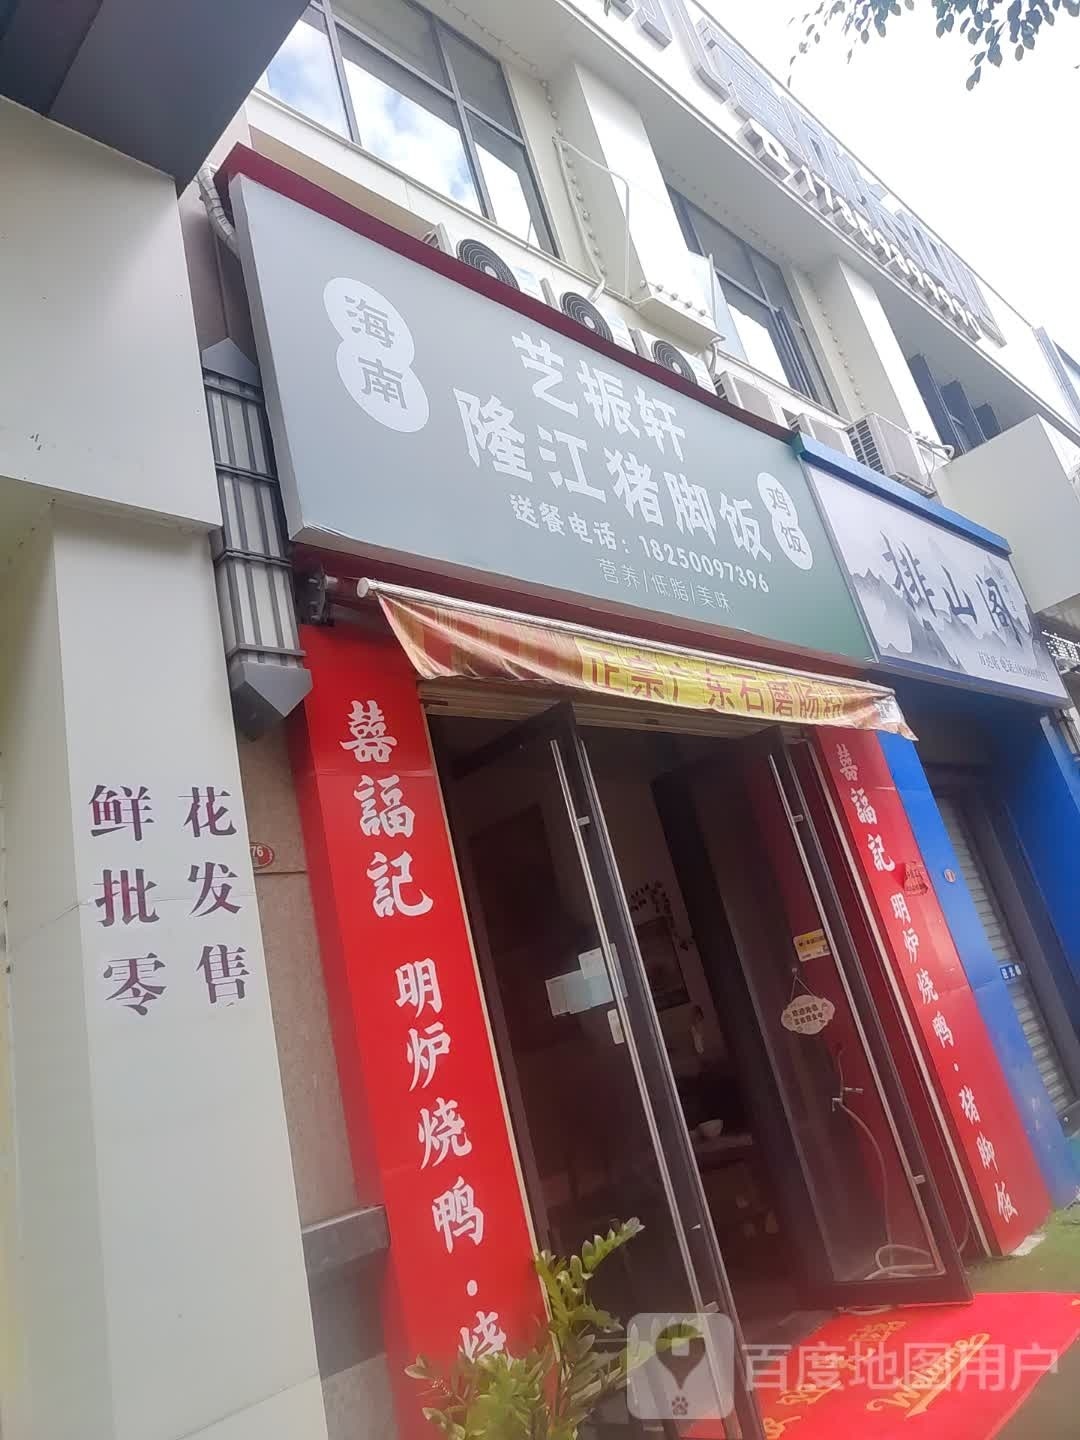 海南
艺振轩
隆江猪脚饭
鸡饭
送餐电话：18250097396
营养|低脂|美味
排山阁
正宗广东石磨肠粉
囍福記 明炉烧鸭·烧
囍福記 明炉烧鸭·猪脚饭
鲜花
批发
零售
76
Welcome
百度地图用户